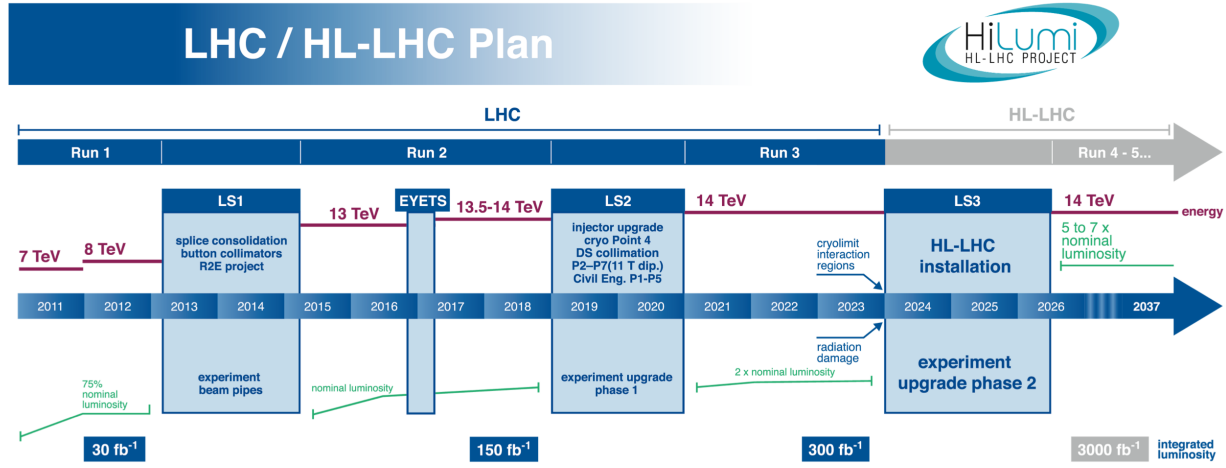 LHC / HL-LHC Plan
HiLumi
HL-LHC PROJECT
LHC
HL-LHC
Run 1
Run 2
Run 3
Run 4 - 5...
LS1
EYETS
LS2
LS3
7 TeV
8 TeV
13 TeV
13.5-14 TeV
14 TeV
14 TeV
energy
splice consolidation
button collimators
R2E project
injector upgrade
cryo Point 4
DS collimation
P2–P7(11 T dip.)
Civil Eng. P1-P5
cryolimit
interaction
regions
HL-LHC
installation
5 to 7 x
nominal
luminosity
2011
2012
2013
2014
2015
2016
2017
2018
2019
2020
2021
2022
2023
2024
2025
2026
2037
75%
nominal
luminosity
experiment
beam pipes
nominal luminosity
experiment upgrade
phase 1
2 x nominal luminosity
radiation
damage
experiment
upgrade phase 2
30 fb⁻¹
150 fb⁻¹
300 fb⁻¹
3000 fb⁻¹
integrated
luminosity